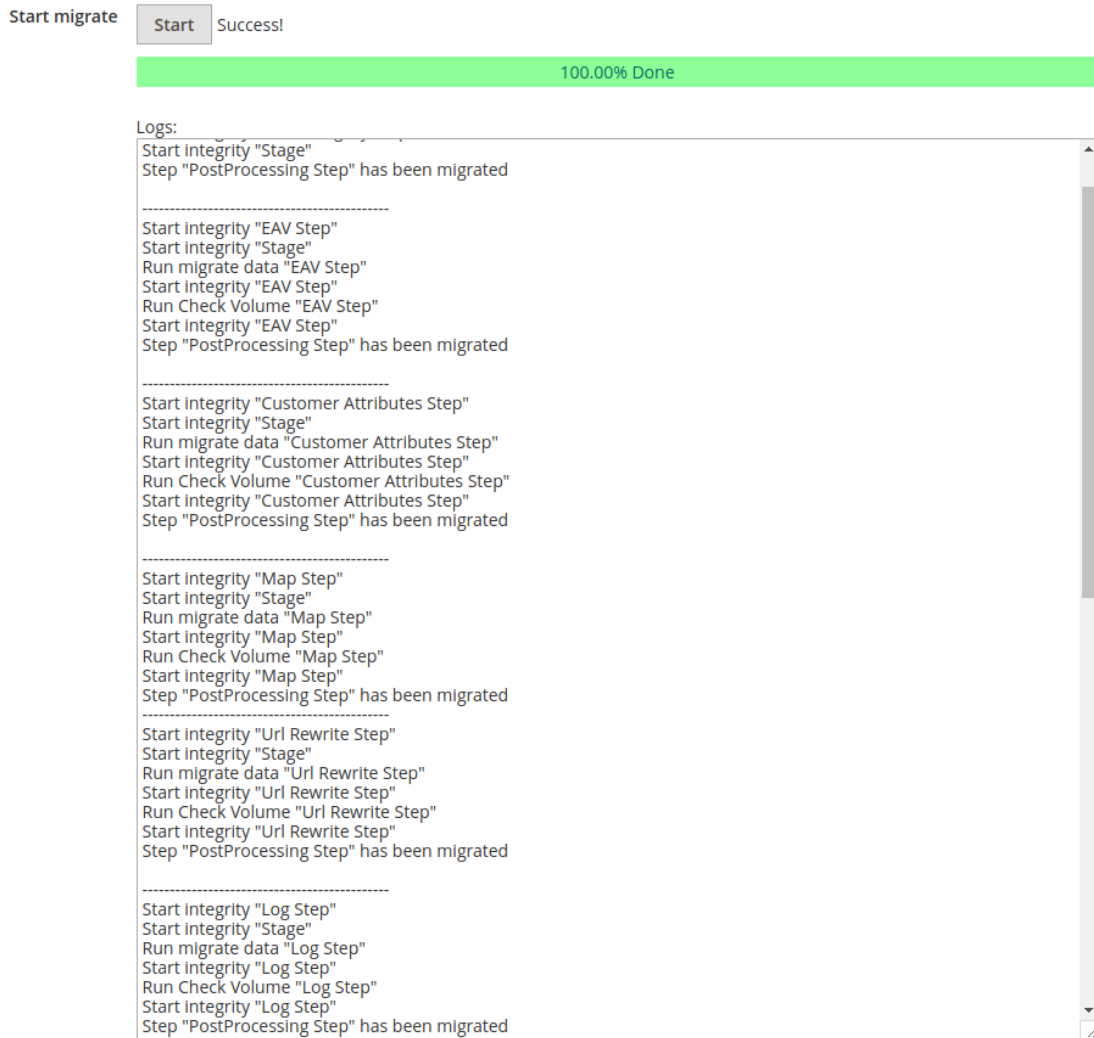 Start migrate
Start
Success!
100.00% Done
Logs:
Start integrity "Stage"
Step "PostProcessing Step" has been migrated
---------------------------------------------
Start integrity "EAV Step"
Start integrity "Stage"
Run migrate data "EAV Step"
Start integrity "EAV Step"
Run Check Volume "EAV Step"
Start integrity "EAV Step"
Step "PostProcessing Step" has been migrated
---------------------------------------------
Start integrity "Customer Attributes Step"
Start integrity "Stage"
Run migrate data "Customer Attributes Step"
Start integrity "Customer Attributes Step"
Run Check Volume "Customer Attributes Step"
Start integrity "Customer Attributes Step"
Step "PostProcessing Step" has been migrated
---------------------------------------------
Start integrity "Map Step"
Start integrity "Stage"
Run migrate data "Map Step"
Start integrity "Map Step"
Run Check Volume "Map Step"
Start integrity "Map Step"
Step "PostProcessing Step" has been migrated
---------------------------------------------
Start integrity "Url Rewrite Step"
Start integrity "Stage"
Run migrate data "Url Rewrite Step"
Start integrity "Url Rewrite Step"
Run Check Volume "Url Rewrite Step"
Start integrity "Url Rewrite Step"
Step "PostProcessing Step" has been migrated
---------------------------------------------
Start integrity "Log Step"
Start integrity "Stage"
Run migrate data "Log Step"
Start integrity "Log Step"
Run Check Volume "Log Step"
Start integrity "Log Step"
Step "PostProcessing Step" has been migrated